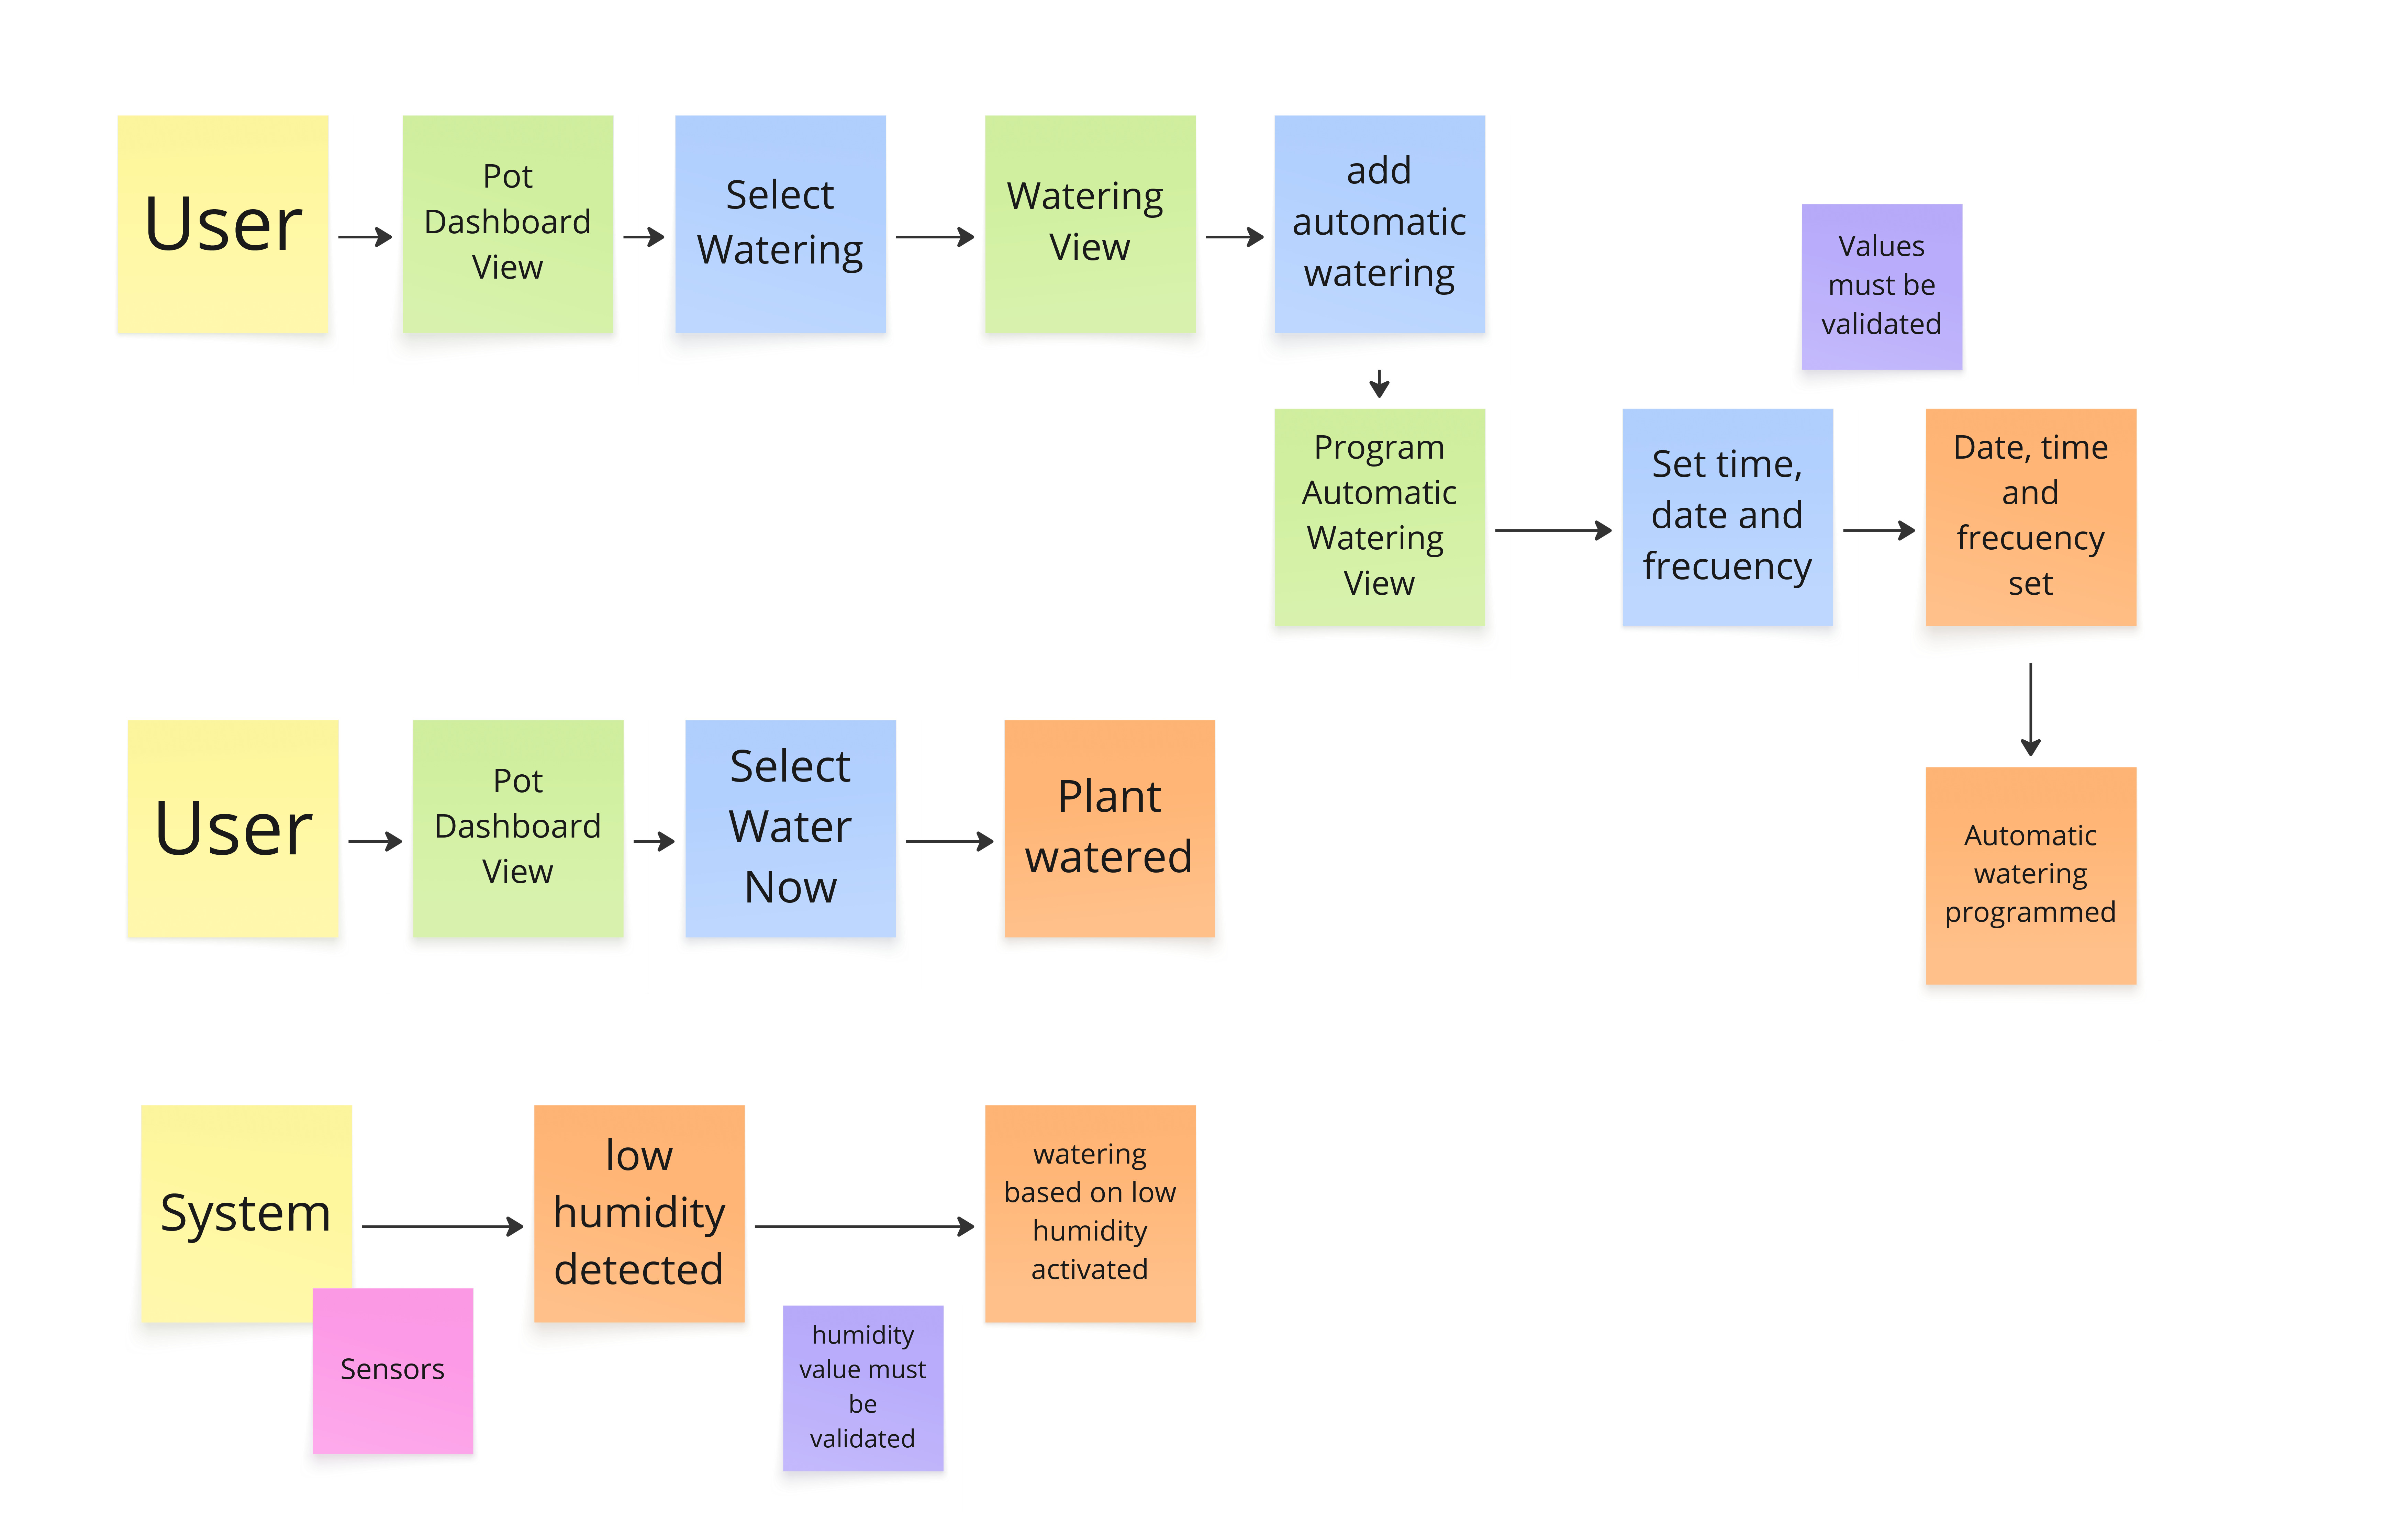 User
Pot
Dashboard
View
Select
Watering
Watering
View
add
automatic
watering
Values
must be
validated
Program
Automatic
Watering
View
Set time,
date and
frecuency
Date, time
and
frecuency
set
User
Pot
Dashboard
View
Select
Water
Now
Plant
watered
Automatic
watering
programmed
System
Sensors
low
humidity
detected
humidity
value must
be
validated
watering
based on low
humidity
activated